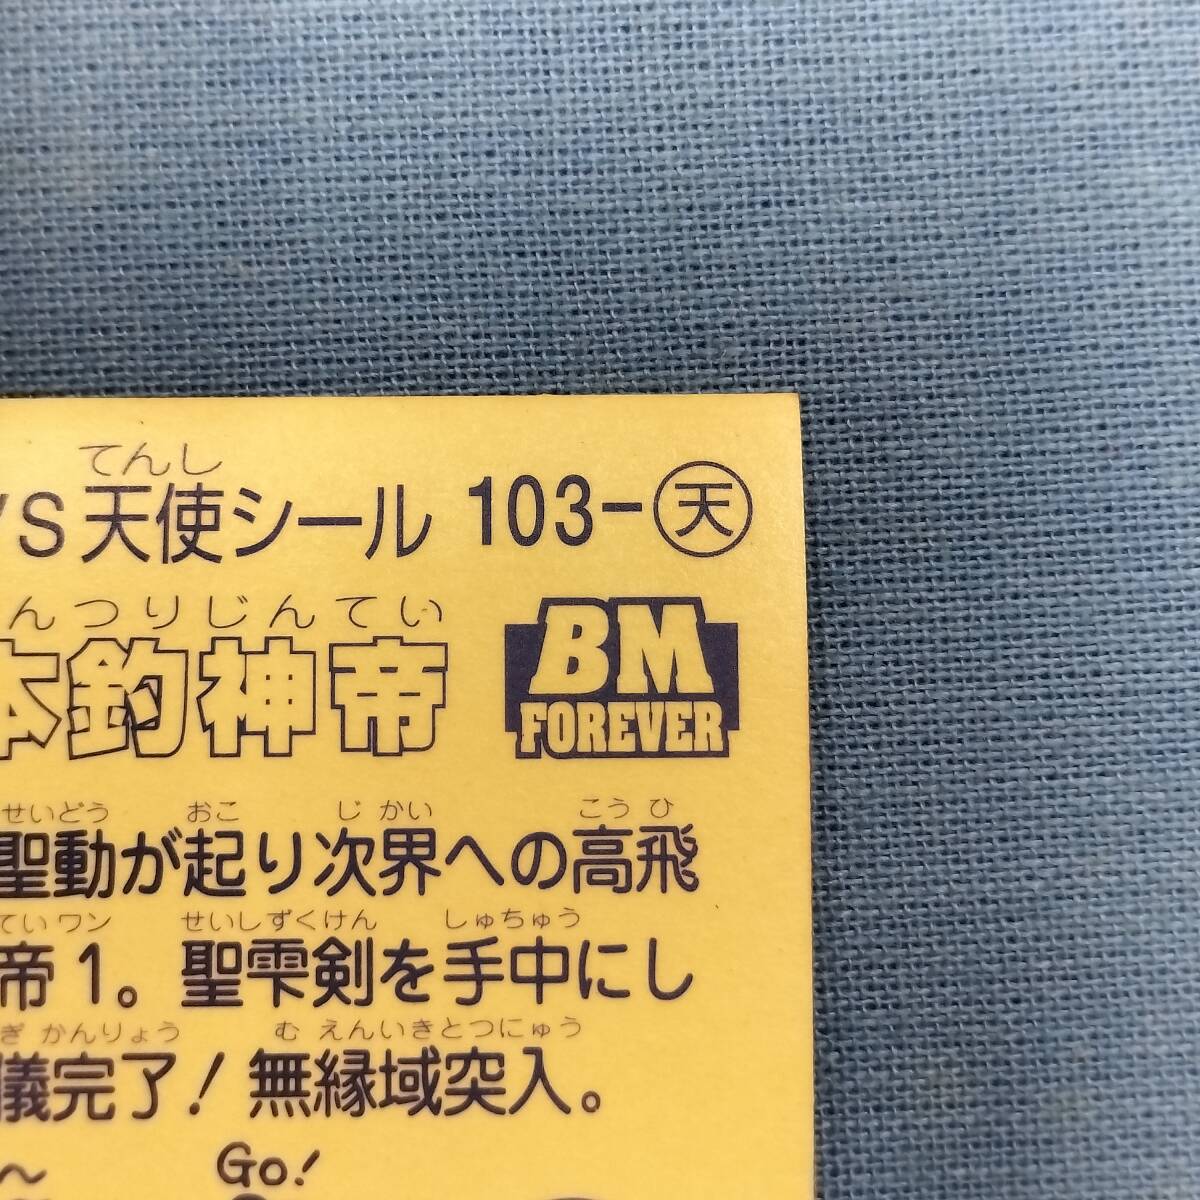 てんし
VS天使シール 103-㊝天
んつりじんてい
本釣神帝
BM
FOREVER
せいどう おこ じかい こうひ
聖動が起り次界への高飛
ていワン せいしずくけん しゅちゅう
帝1。聖雫剣を手中にし
ぎかんりょう むえんいきとつにゅう
儀完了!無縁域突入。
〜 Go!